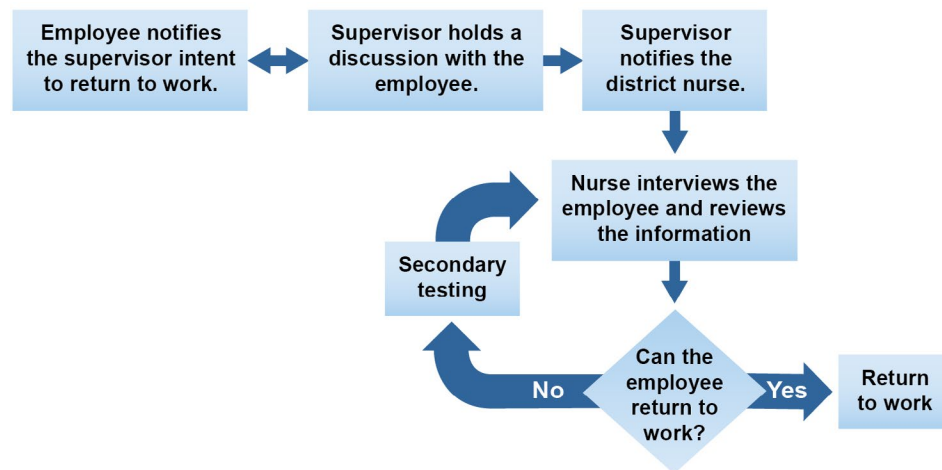 Employee notifies
the supervisor intent
to return to work.
Supervisor holds a
discussion with the
employee.
Supervisor
notifies the
district nurse.
Nurse interviews the
employee and reviews
the information
Secondary
testing
Can the
employee
return to
work?
No
Yes
Return
to work